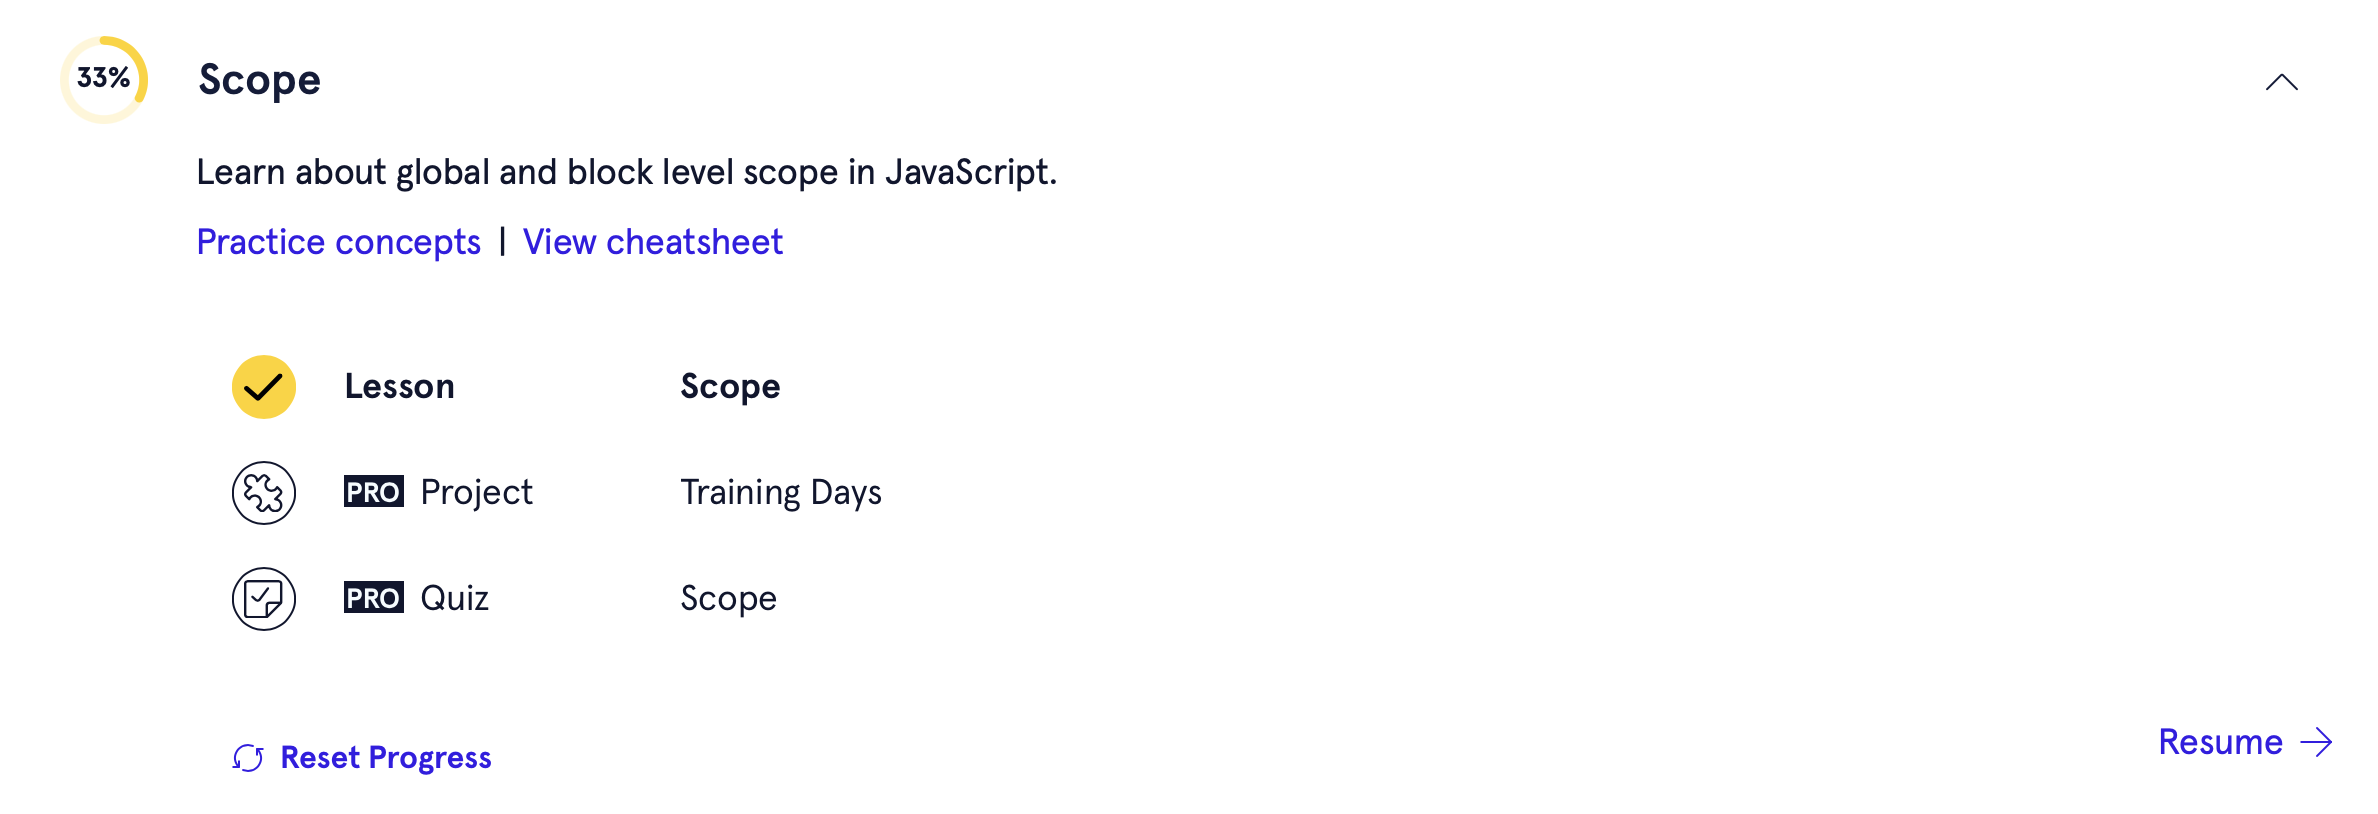 33% Scope
Learn about global and block level scope in JavaScript.
Practice concepts | View cheatsheet
Lesson Scope
PRO Project Training Days
PRO Quiz Scope
Reset Progress
Resume